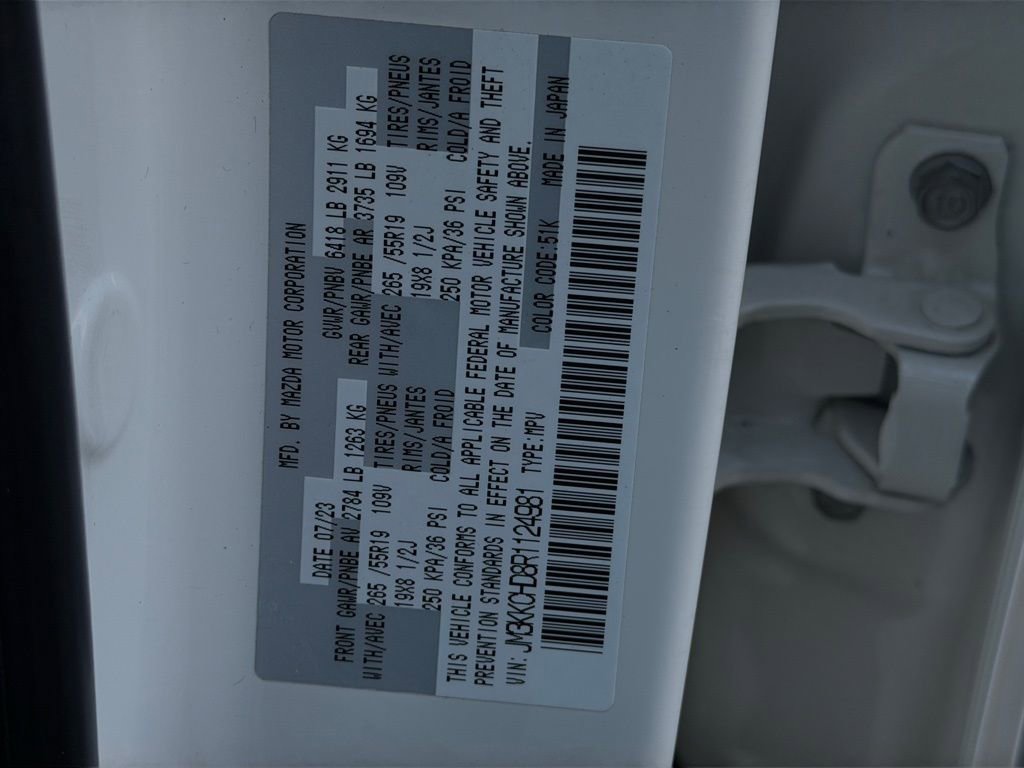 MFD. BY MAZDA MOTOR CORPORATION
DATE 07/23 GVWR/PNBV 6418 LB 2911 KG
FRONT GAWR/PNBE AV 2784 LB 1263 KG REAR GAWR/PNBE AR 3735 LB 1694 KG
WITH/AVEC 265 /55R19 109V TIRES/PNEUS WITH/AVEC 265 /55R19 109V TIRES/PNEUS
19X8 1/2J RIMS/JANTES 19X8 1/2J RIMS/JANTES
250 KPA/36 PSI COLD/A FROID 250 KPA/36 PSI COLD/A FROID
THIS VEHICLE CONFORMS TO ALL APPLICABLE FEDERAL MOTOR VEHICLE SAFETY AND THEFT
PREVENTION STANDARDS IN EFFECT ON THE DATE OF MANUFACTURE SHOWN ABOVE.
VIN: JM3KKCHD8R1124981 TYPE:MPV COLOR CODE:51K MADE IN JAPAN